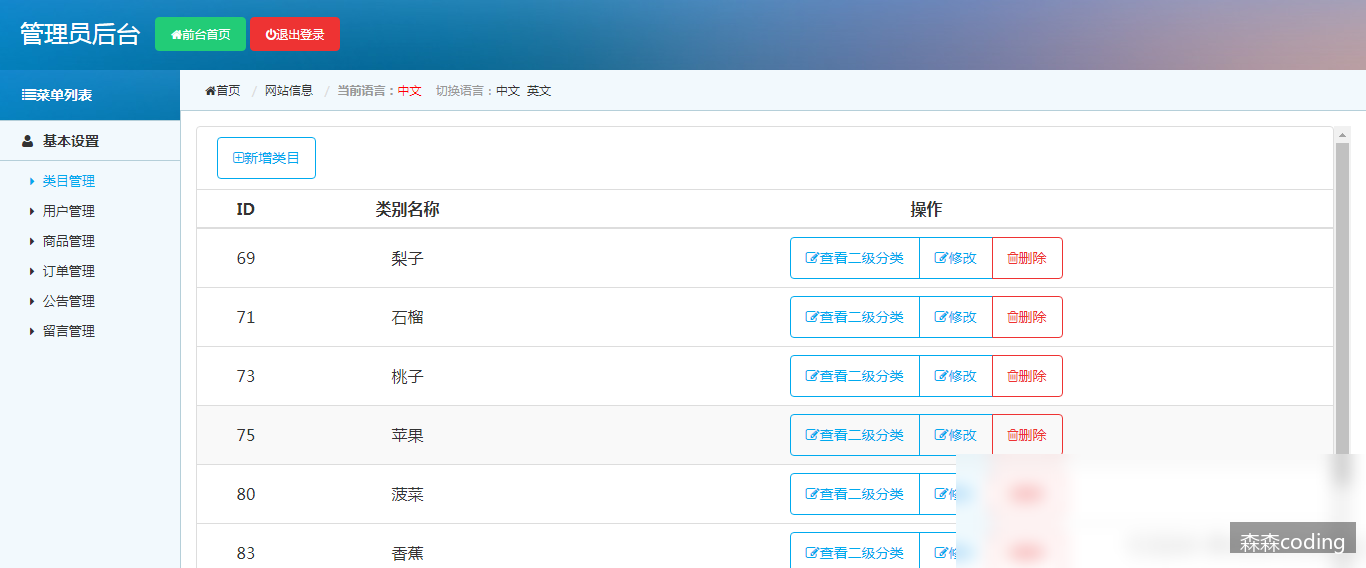 管理员后台 前台首页 退出登录
菜单列表 首页 / 网站信息 / 当前语言：中文 切换语言：中文 英文
基本设置
类目管理
用户管理
商品管理
订单管理
公告管理
留言管理
新增类目
ID 类别名称 操作
69 梨子 查看二级分类 修改 删除
71 石榴 查看二级分类 修改 删除
73 桃子 查看二级分类 修改 删除
75 苹果 查看二级分类 修改 删除
80 菠菜 查看二级分类
83 香蕉 查看二级分类
森森coding